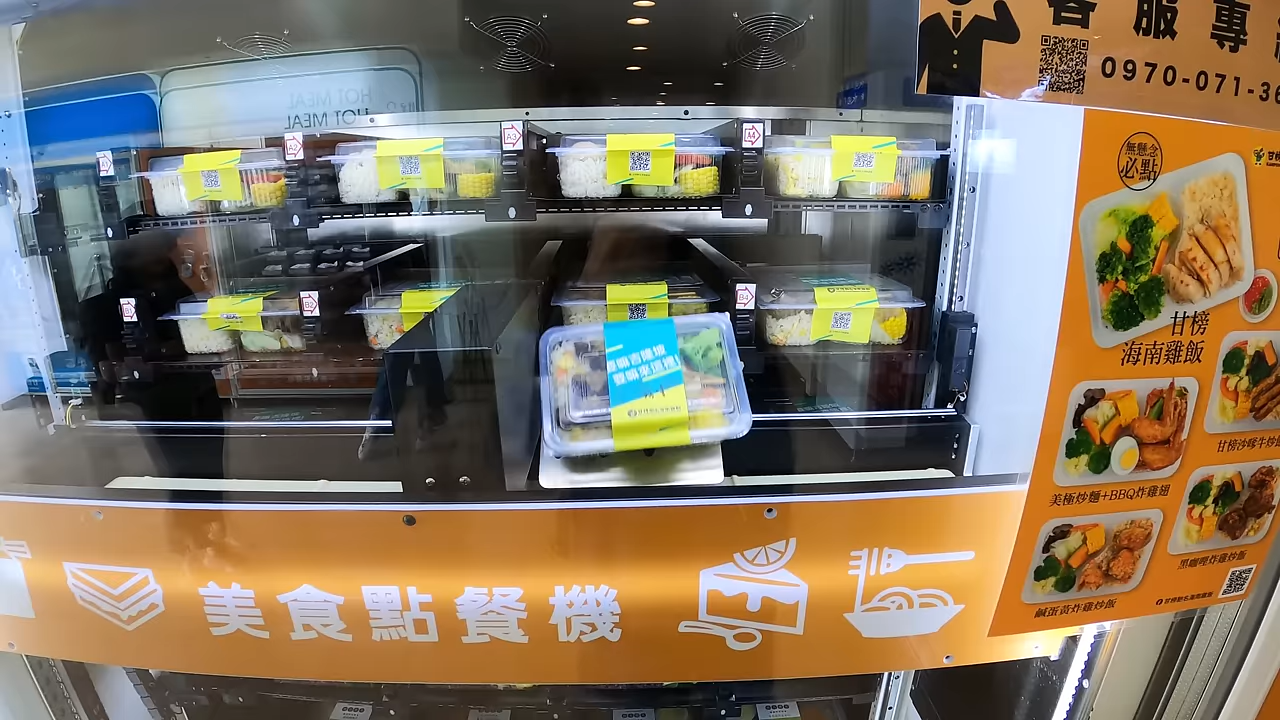 客服專
0970-071-36
HOT MEAL
HOT MEAL
A2
A3
A4
B1
B2
B4
無懸念
必點
甘榜
海南雞飯
甘榜沙嗲牛炒飯
美極炒麵+BBQ炸雞翅
黑咖哩炸雞炒飯
鹹蛋黃炸雞炒飯
美食點餐機